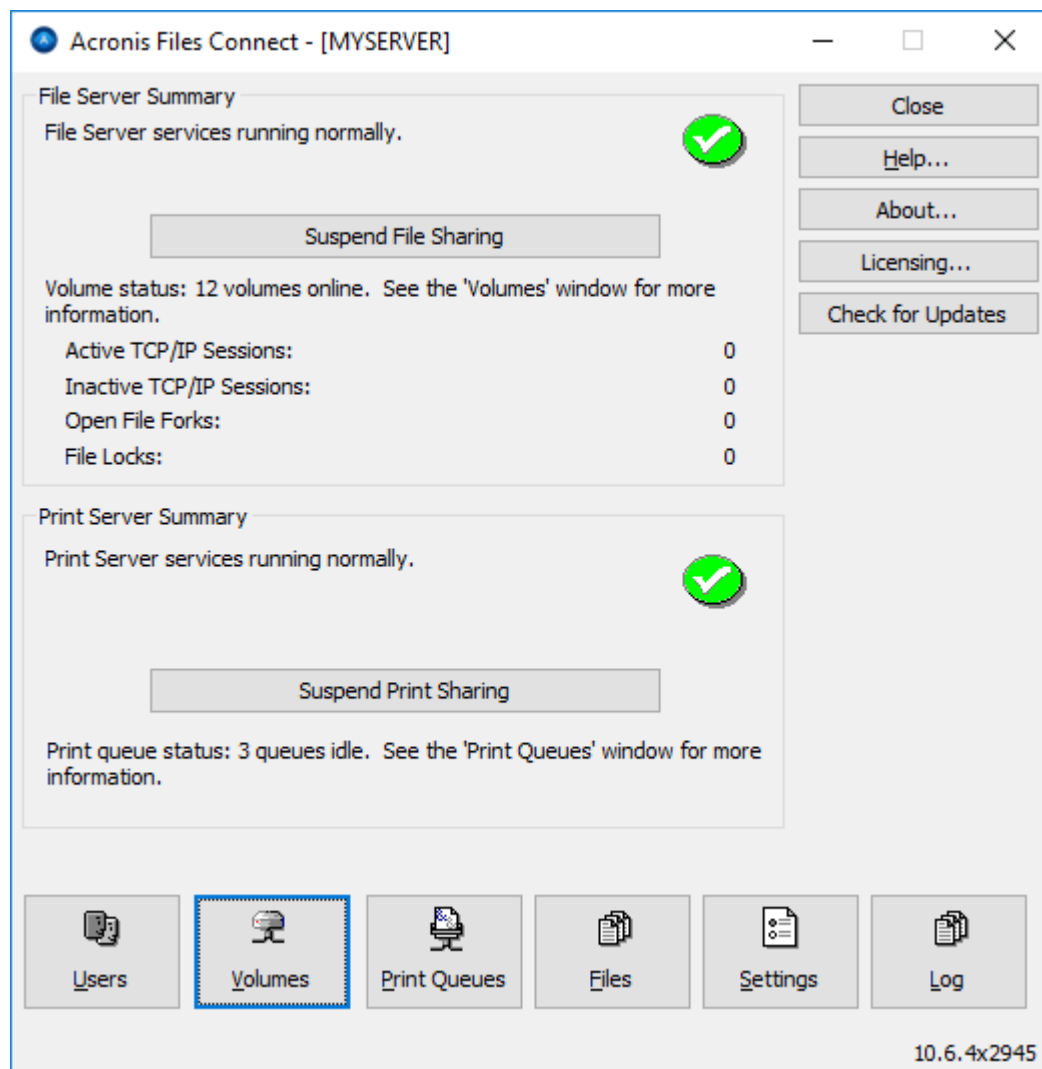 Acronis Files Connect - [MYSERVER]
File Server Summary
File Server services running normally.
Suspend File Sharing
Volume status: 12 volumes online.  See the 'Volumes' window for more
information.
Active TCP/IP Sessions: 0
Inactive TCP/IP Sessions: 0
Open File Forks: 0
File Locks: 0
Print Server Summary
Print Server services running normally.
Suspend Print Sharing
Print queue status: 3 queues idle.  See the 'Print Queues' window for more
information.
Close
Help...
About...
Licensing...
Check for Updates
Users
Volumes
Print Queues
Files
Settings
Log
10.6.4x2945